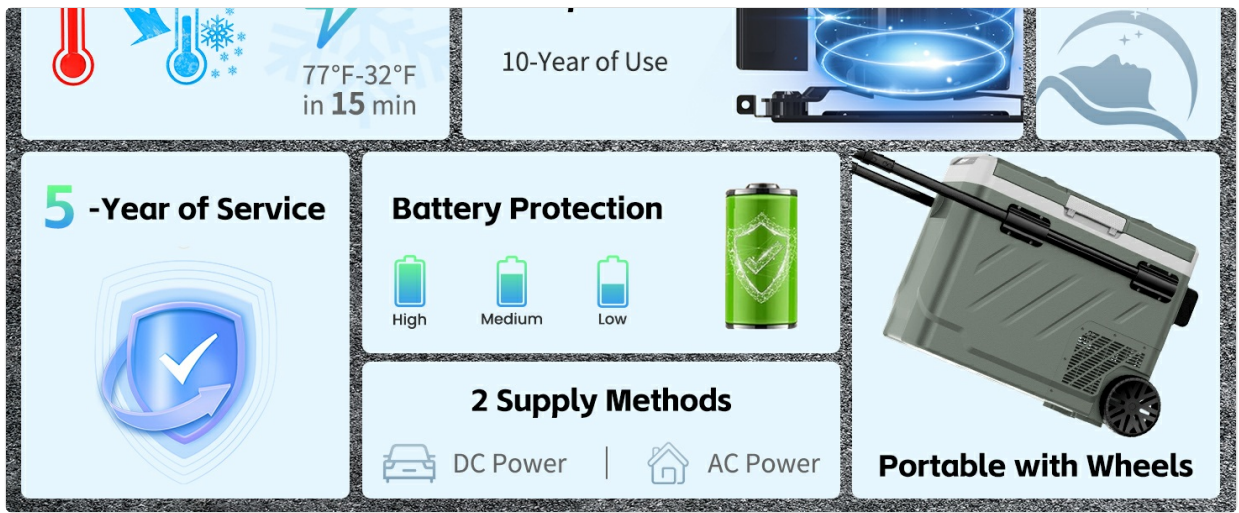 77°F-32°F
in 15 min
10-Year of Use
5-Year of Service
Battery Protection
High
Medium
Low
2 Supply Methods
DC Power | AC Power
Portable with Wheels